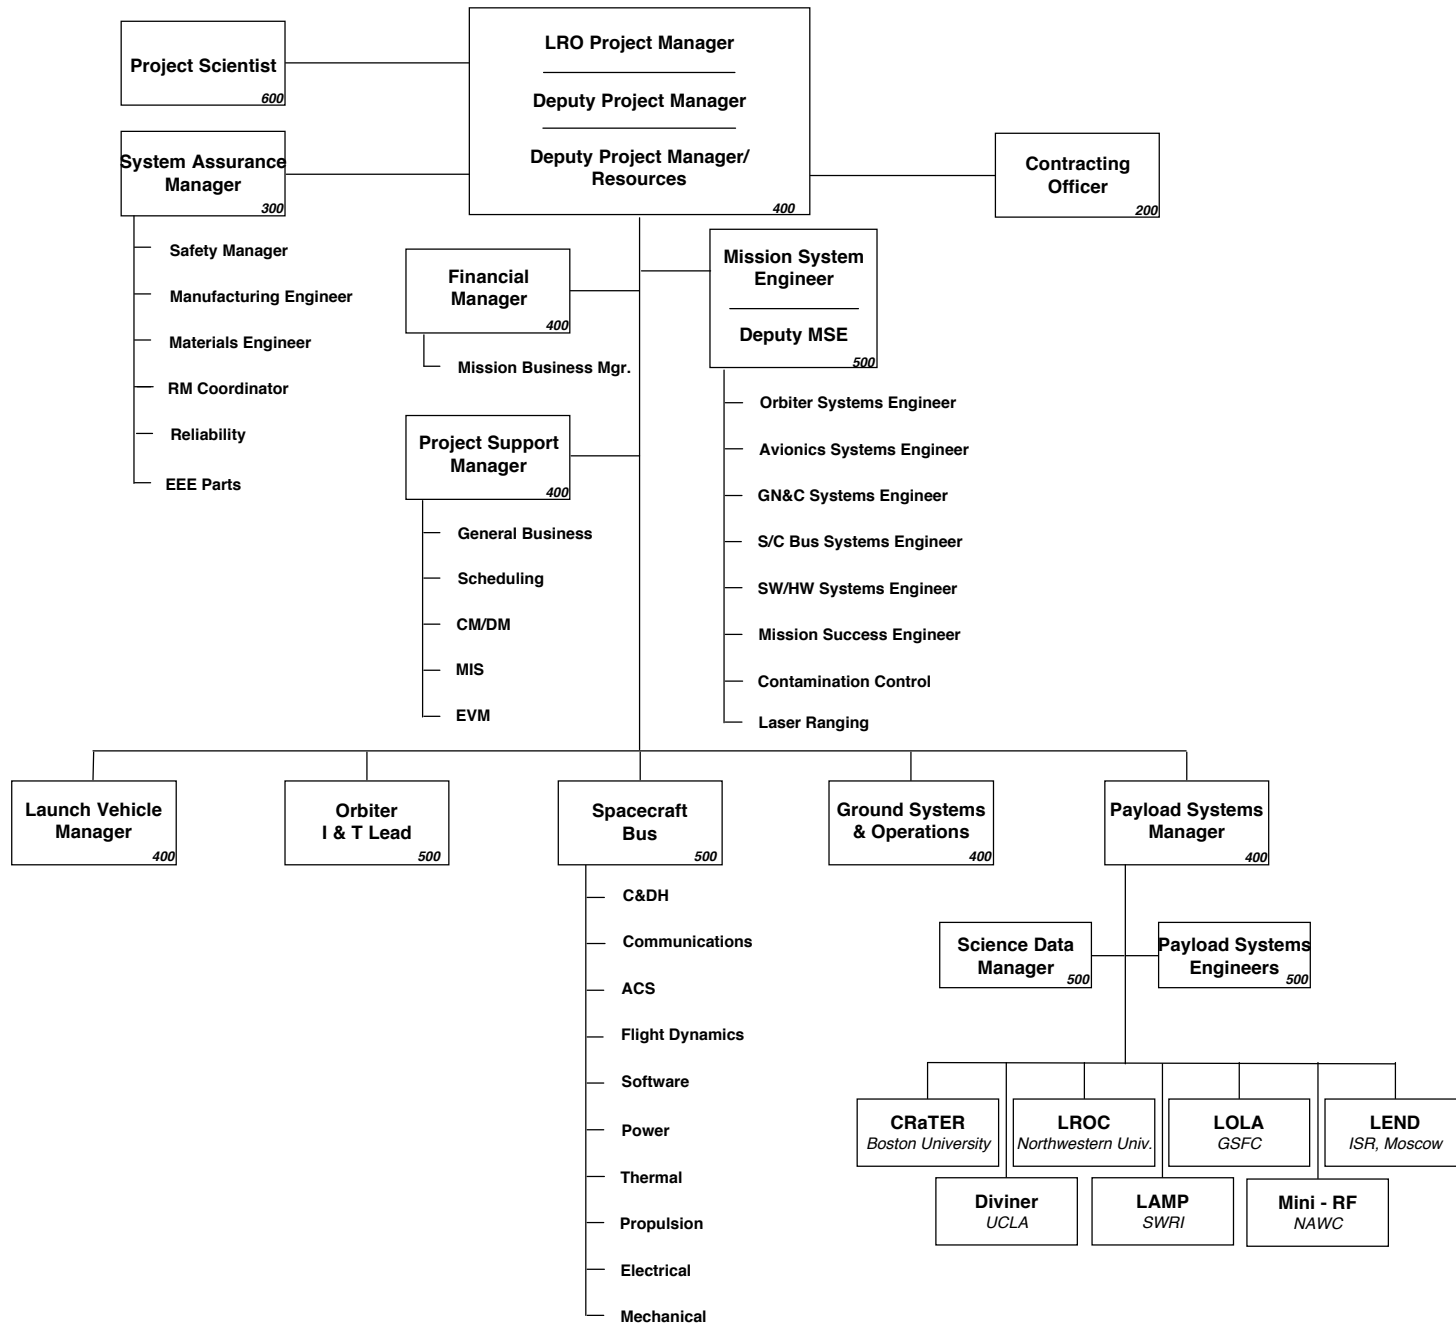 LRO Project Manager
Deputy Project Manager
Deputy Project Manager/
Resources
400
Project Scientist
600
System Assurance
Manager
300
Safety Manager
Manufacturing Engineer
Materials Engineer
RM Coordinator
Reliability
EEE Parts
Contracting
Officer
200
Financial
Manager
400
Mission Business Mgr.
Mission System
Engineer
Deputy MSE
500
Orbiter Systems Engineer
Avionics Systems Engineer
GN&C Systems Engineer
S/C Bus Systems Engineer
SW/HW Systems Engineer
Mission Success Engineer
Contamination Control
Laser Ranging
Project Support
Manager
400
General Business
Scheduling
CM/DM
MIS
EVM
Launch Vehicle
Manager
400
Orbiter
I & T Lead
500
Spacecraft
Bus
500
C&DH
Communications
ACS
Flight Dynamics
Software
Power
Thermal
Propulsion
Electrical
Mechanical
Ground Systems
& Operations
400
Payload Systems
Manager
400
Science Data
Manager
500
Payload Systems
Engineers
500
CRaTER
Boston University
LROC
Northwestern Univ.
LOLA
GSFC
LEND
ISR, Moscow
Diviner
UCLA
LAMP
SWRI
Mini - RF
NAWC